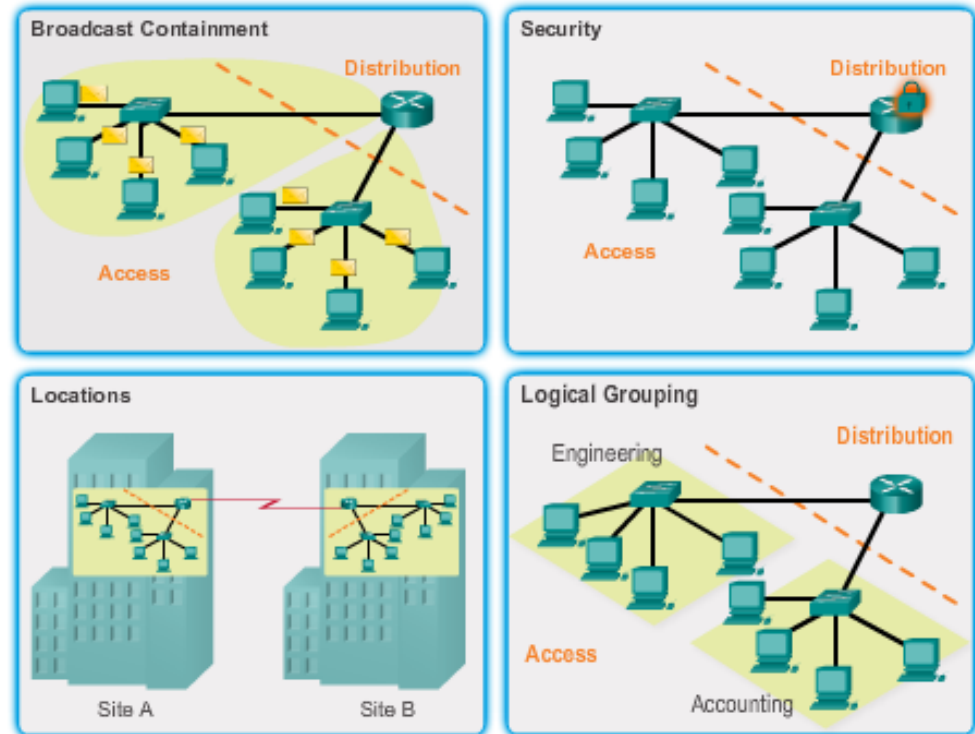 Broadcast Containment
Distribution
Access
Security
Distribution
Access
Locations
Site A
Site B
Logical Grouping
Engineering
Distribution
Access
Accounting